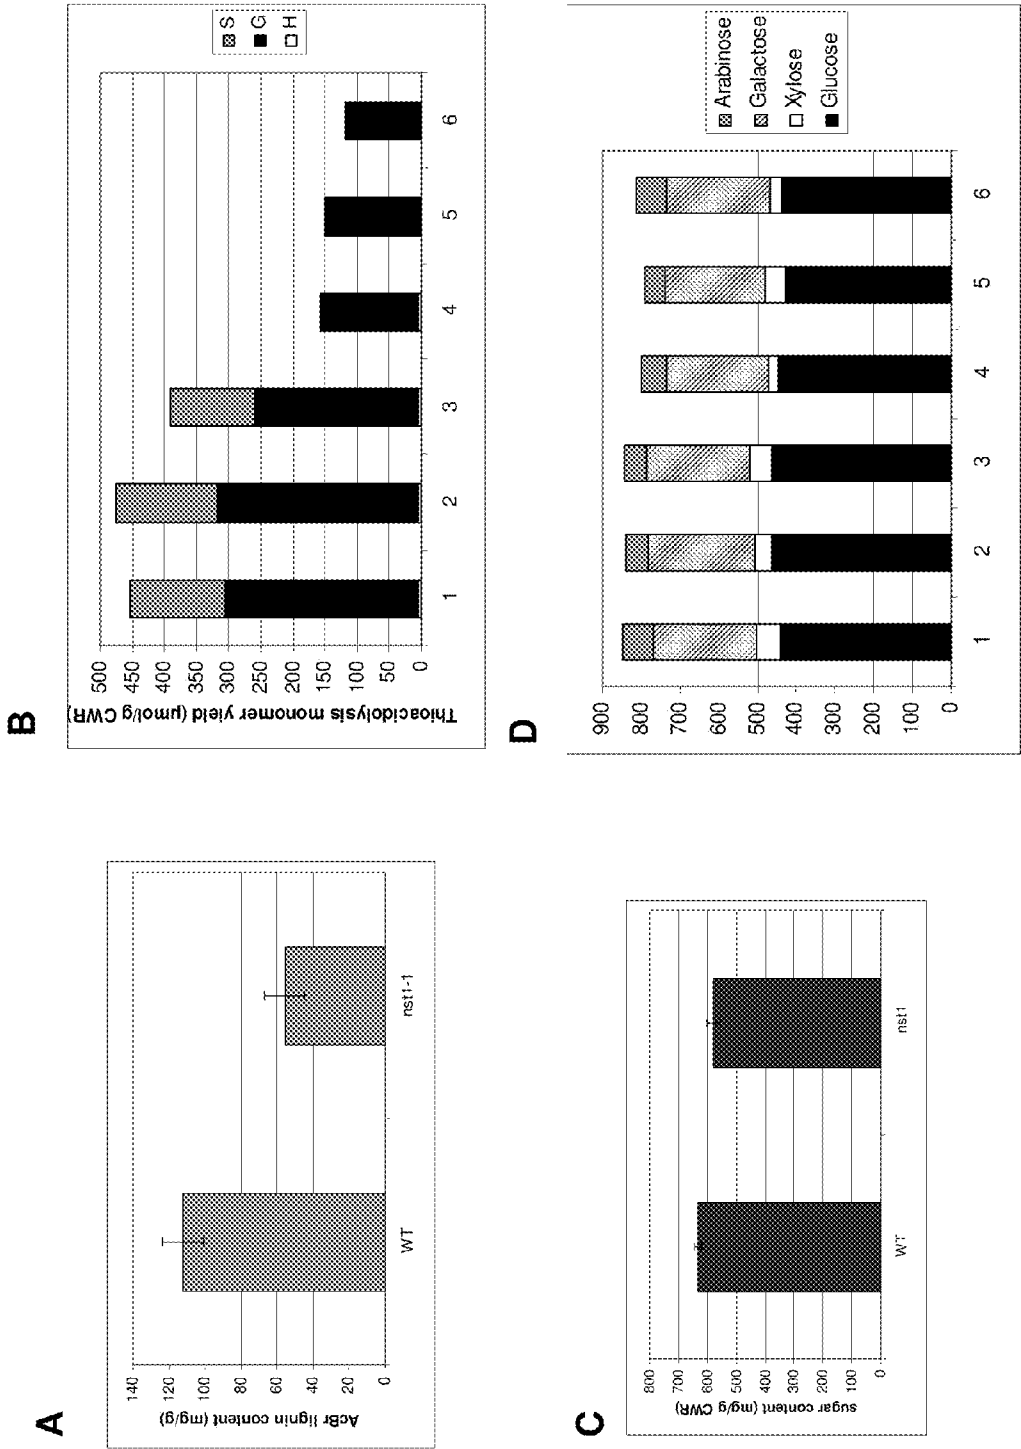 A
AcBr lignin content (mg/g)
140
120
100
80
60
40
20
0
WT
nst1-1
B
Thioacidolysis monomer yield (µmol/g CWR)
500
450
400
350
300
250
200
150
100
50
0
1
2
3
4
5
6
S
G
H
C
sugar content (mg/g CWR)
800
700
600
500
400
300
200
100
0
WT
nst1
D
900
800
700
600
500
400
300
200
100
0
1
2
3
4
5
6
Arabinose
Galactose
Xylose
Glucose